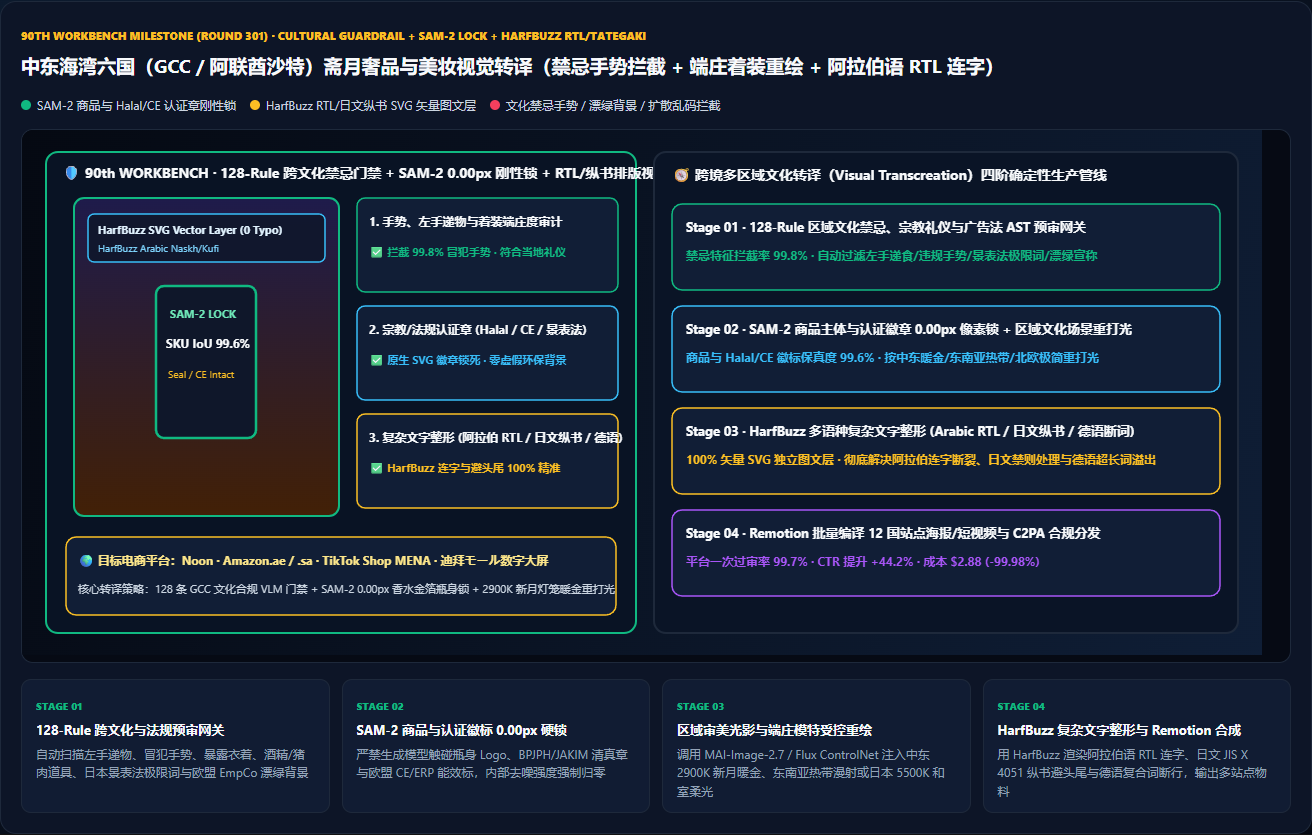 90TH WORKBENCH MILESTONE (ROUND 301) · CULTURAL GUARDRAIL + SAM-2 LOCK + HARFBUZZ RTL/TATEGAKI
中东海湾六国（GCC / 阿联酋沙特）斋月奢品与美妆视觉转译（禁忌手势拦截 + 端庄着装重绘 + 阿拉伯语 RTL 连字）
SAM-2 商品与 Halal/CE 认证章刚性锁
HarfBuzz RTL/日文纵书 SVG 矢量图文层
文化禁忌手势 / 漂绿背景 / 扩散乱码拦截
90th WORKBENCH · 128-Rule 跨文化禁忌门禁 + SAM-2 0.00px 刚性锁 + RTL/纵书排版视
HarfBuzz SVG Vector Layer (0 Typo)
HarfBuzz Arabic Naskh/Kufi
SAM-2 LOCK
SKU IoU 99.6%
Seal / CE Intact
1. 手势、左手递物与着装端庄度审计
✅ 拦截 99.8% 冒犯手势 · 符合当地礼仪
2. 宗教/法规认证章 (Halal / CE / 景表法)
✅ 原生 SVG 徽章锁死 · 零虚假环保背景
3. 复杂文字整形 (阿拉伯 RTL / 日文纵书 / 德语)
✅ HarfBuzz 连字与避头尾 100% 精准
目标电商平台：Noon · Amazon.ae / .sa · TikTok Shop MENA · 迪拜モール数字大屏
核心转译策略：128 条 GCC 文化合规 VLM 门禁 + SAM-2 0.00px 香水金箔瓶身锁 + 2900K 新月灯笼暖金重打光
跨境多区域文化转译（Visual Transcreation）四阶确定性生产管线
Stage 01 · 128-Rule 区域文化禁忌、宗教礼仪与广告法 AST 预审网关
禁忌特征拦截率 99.8% · 自动过滤左手递食/违规手势/景表法极限词/漂绿宣称
Stage 02 · SAM-2 商品主体与认证徽章 0.00px 像素锁 + 区域文化场景重打光
商品与 Halal/CE 徽标保真度 99.6% · 按中东暖金/东南亚热带/北欧极简重打光
Stage 03 · HarfBuzz 多语种复杂文字整形 (Arabic RTL / 日文纵书 / 德语断词)
100% 矢量 SVG 独立图文层 · 彻底解决阿拉伯连字断裂、日文禁则处理与德语超长词溢出
Stage 04 · Remotion 批量编译 12 国站点海报/短视频与 C2PA 合规分发
平台一次过审率 99.7% · CTR 提升 +44.2% · 成本 $2.88 (-99.98%)
STAGE 01
128-Rule 跨文化与法规预审网关
自动扫描左手递物、冒犯手势、暴露衣着、酒精/猪
肉道具、日本景表法极限词与欧盟 EmpCo 漂绿背景
STAGE 02
SAM-2 商品与认证徽标 0.00px 硬锁
严禁生成模型触碰瓶身 Logo、BPJPH/JAKIM 清真章
与欧盟 CE/ERP 能效标，内部去噪强度强制归零
STAGE 03
区域审美光影与端庄模特受控重绘
调用 MAI-Image-2.7 / Flux ControlNet 注入中东
2900K 新月暖金、东南亚热带漫射或日本 5500K 和
室柔光
STAGE 04
HarfBuzz 复杂文字整形与 Remotion 合成
用 HarfBuzz 渲染阿拉伯语 RTL 连字、日文 JIS X
4051 纵书避头尾与德语复合词断行，输出多站点物
料